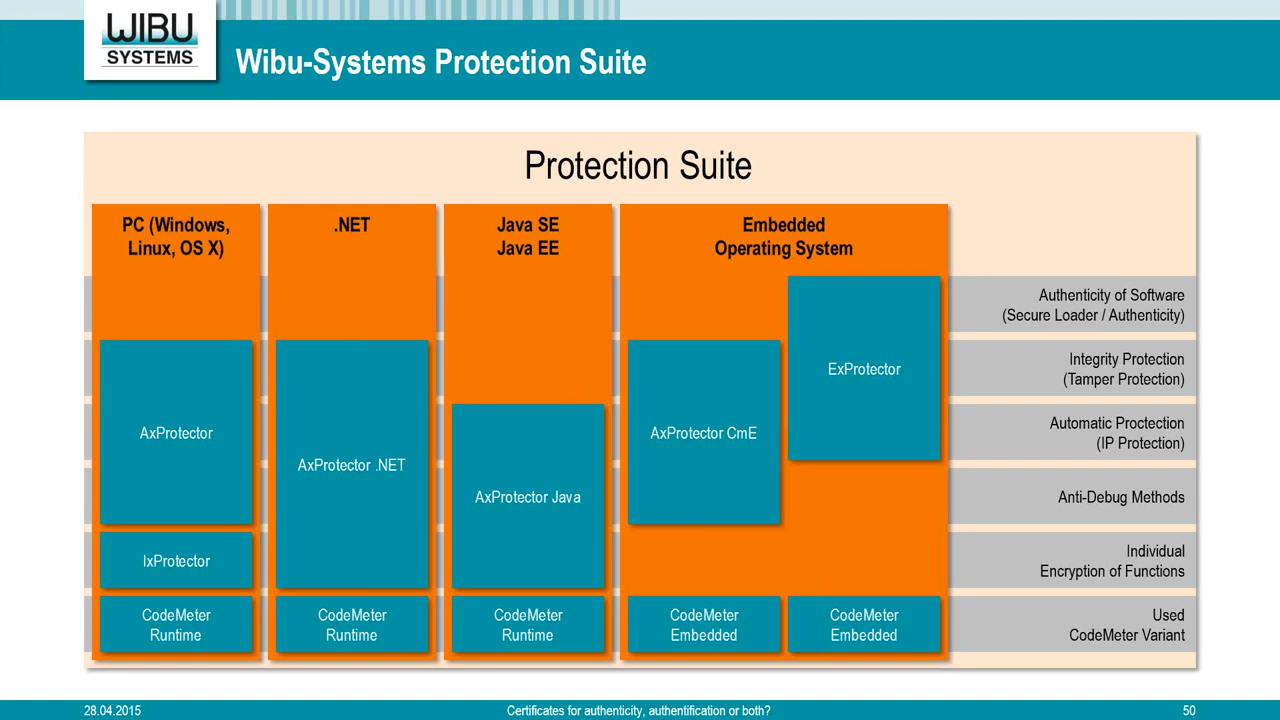 WIBU
SYSTEMS
Wibu-Systems Protection Suite
Protection Suite
PC (Windows,
Linux, OS X)
.NET
Java SE
Java EE
Embedded
Operating System
Authenticity of Software
(Secure Loader / Authenticity)
Integrity Protection
(Tamper Protection)
Automatic Proctection
(IP Protection)
Anti-Debug Methods
Individual
Encryption of Functions
Used
CodeMeter Variant
AxProtector
IxProtector
CodeMeter
Runtime
AxProtector .NET
CodeMeter
Runtime
AxProtector Java
CodeMeter
Runtime
AxProtector CmE
CodeMeter
Embedded
ExProtector
CodeMeter
Embedded
28.04.2015
Certificates for authenticity, authentification or both?
50